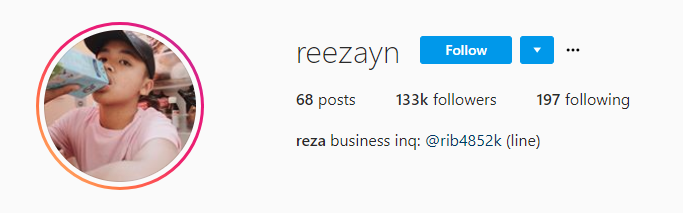 reezayn Follow
68 posts 133k followers 197 following
reza business inq: @rib4852k (line)